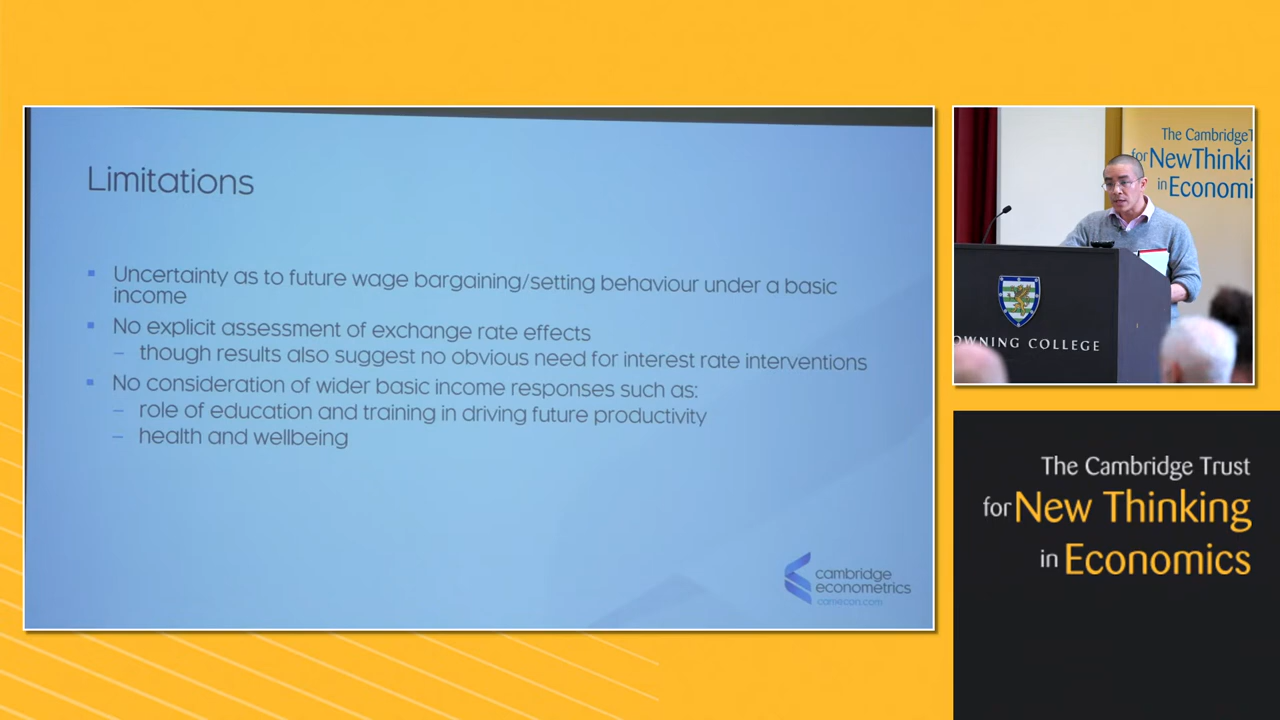 Limitations
Uncertainty as to future wage bargaining/setting behaviour under a basic
income
No explicit assessment of exchange rate effects
– though results also suggest no obvious need for interest rate interventions
No consideration of wider basic income responses such as:
– role of education and training in driving future productivity
– health and wellbeing
cambridge
econometrics
camecon.com
The CambridgeT
for New Thinki
in Economi
OWNING COLLEGE
The Cambridge Trust
for New Thinking
in Economics